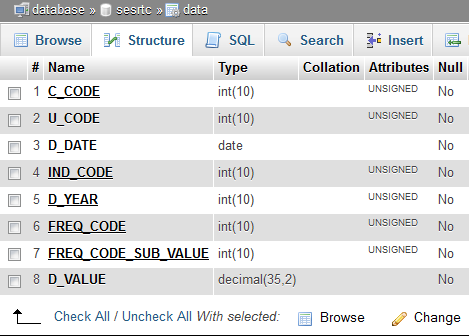 database » sesrtc » data
Browse Structure SQL Search Insert
# Name Type Collation Attributes Null
1 C_CODE int(10) UNSIGNED No
2 U_CODE int(10) UNSIGNED No
3 D_DATE date No
4 IND_CODE int(10) UNSIGNED No
5 D_YEAR int(10) UNSIGNED No
6 FREQ_CODE int(10) UNSIGNED No
7 FREQ_CODE_SUB_VALUE int(10) UNSIGNED No
8 D_VALUE decimal(35,2) No
Check All / Uncheck All With selected: Browse Change